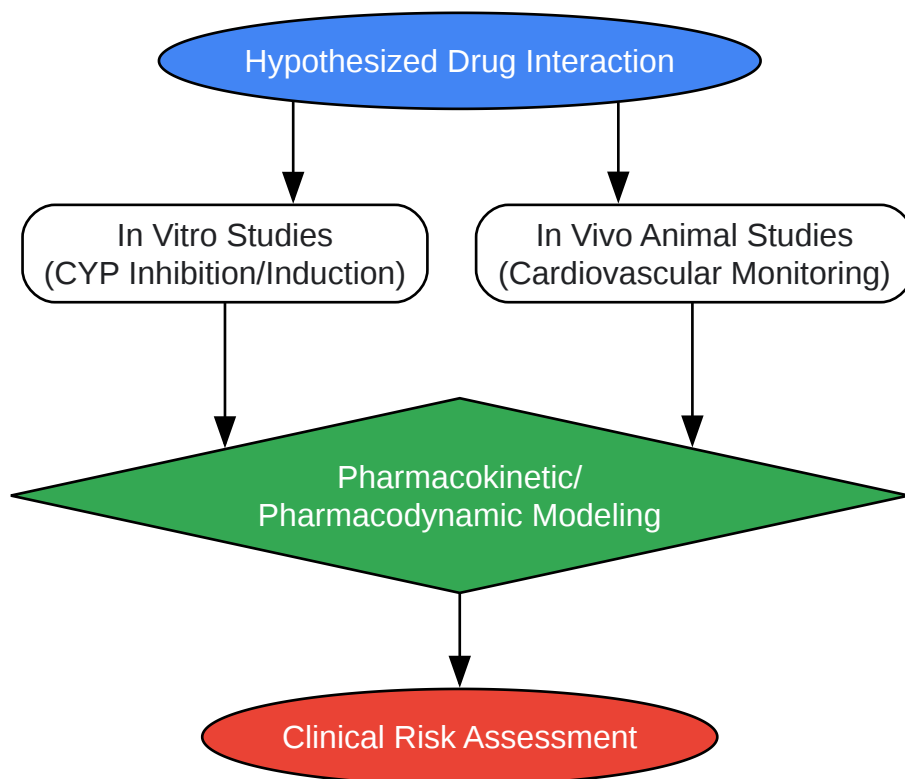 Hypothesized Drug Interaction
In Vitro Studies
(CYP Inhibition/Induction)
In Vivo Animal Studies
(Cardiovascular Monitoring)
Pharmacokinetic/
Pharmacodynamic Modeling
Clinical Risk Assessment